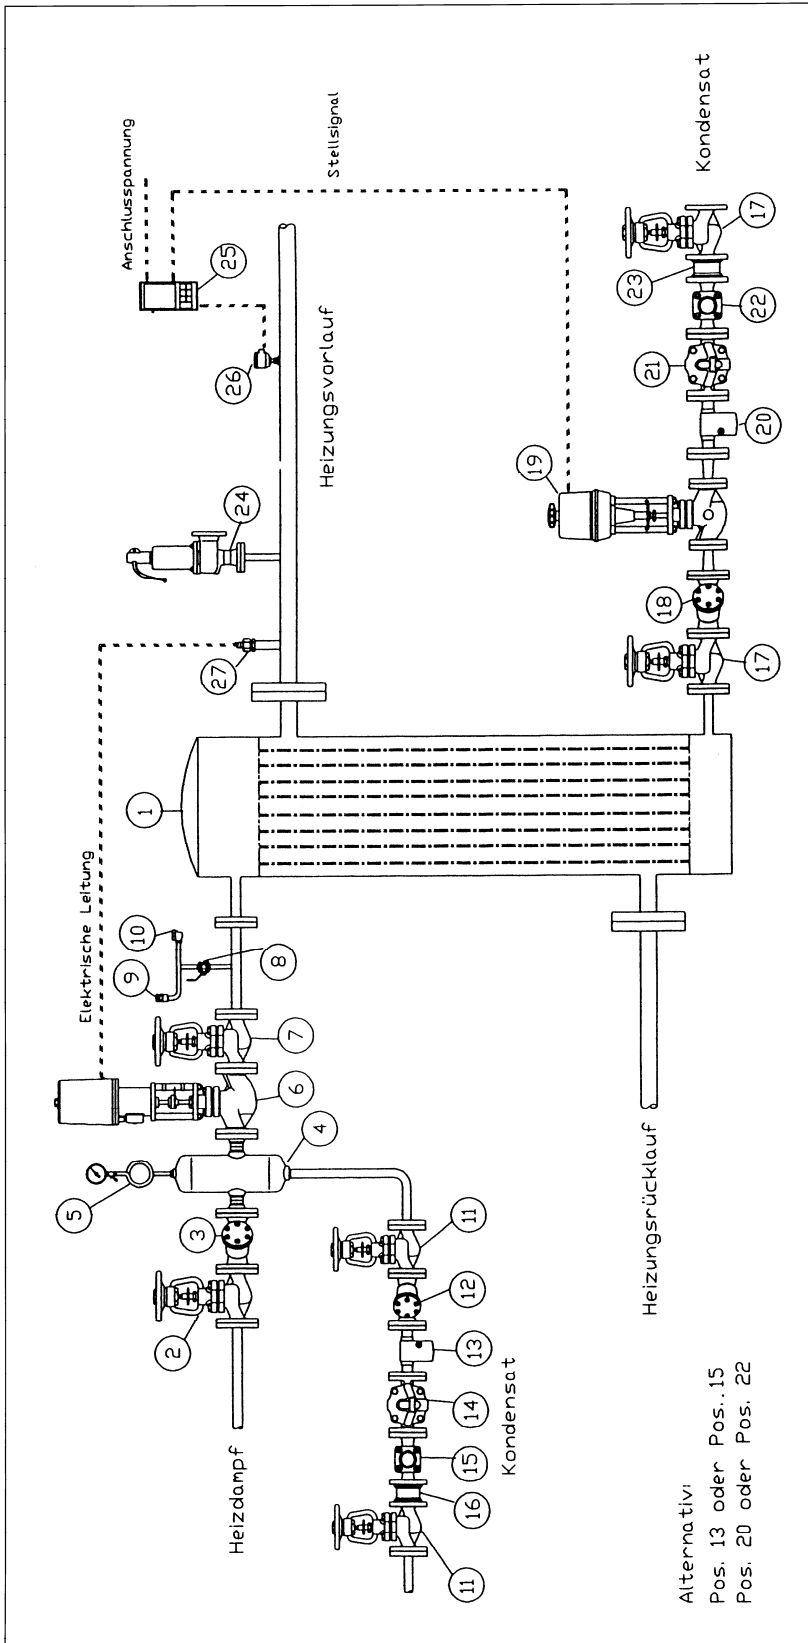 5
Elektrische Leitung
Anschlusspannung
9
10
1
2
3
27
26
25
24
Heizdampf
8
7
6
4
Heizungsvorlauf
Stellsignal
11
16
15
14
13
12
11
Kondensat
19
Heizungsrücklauf
18
21
23
Kondensat
17
20
22
17
Alternativ:
Pos. 13 oder Pos..15
Pos. 20 oder Pos. 22